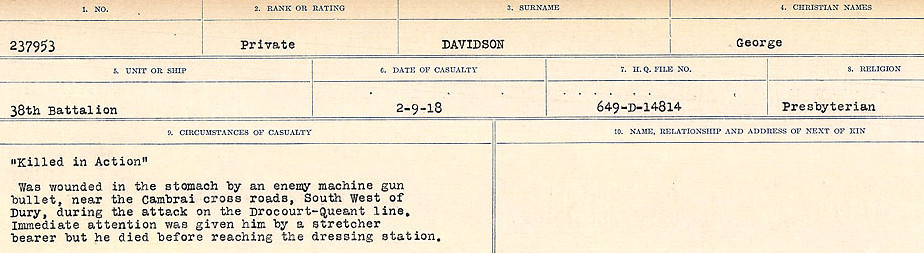 1. NO. 2. RANK OR RATING 3. SURNAME 4. CHRISTIAN NAMES
237953 Private DAVIDSON George
5. UNIT OR SHIP 6. DATE OF CASUALTY 7. H.Q. FILE NO. 8. RELIGION
38th Battalion 2-9-18 649-D-14814 Presbyterian
9. CIRCUMSTANCES OF CASUALTY 10. NAME, RELATIONSHIP AND ADDRESS OF NEXT OF KIN
"Killed in Action"
Was wounded in the stomach by an enemy machine gun
bullet, near the Cambrai cross roads, South West of
Dury, during the attack on the Drocourt-Queant line.
Immediate attention was given him by a stretcher
bearer but he died before reaching the dressing station.